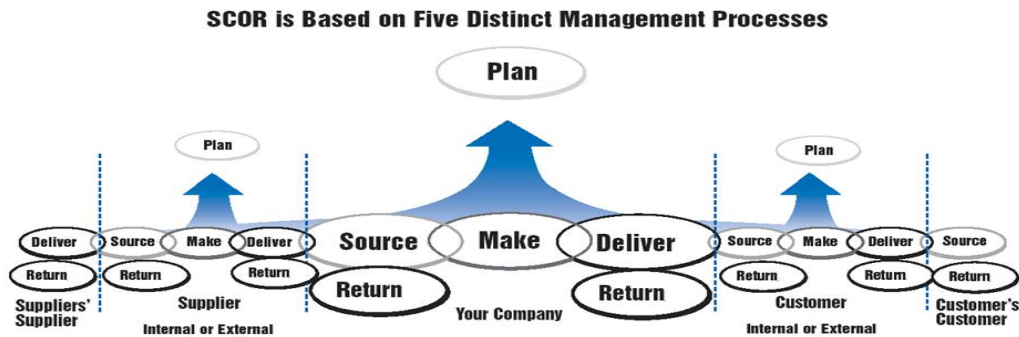 SCOR is Based on Five Distinct Management Processes
Plan
Plan
Plan
Deliver Source Make Deliver Source Make Deliver Source Make Deliver Source
Return Return Return Return Return Return Return Return
Suppliers' Supplier Your Company Customer Customer's
Supplier Customer
Internal or External Internal or External